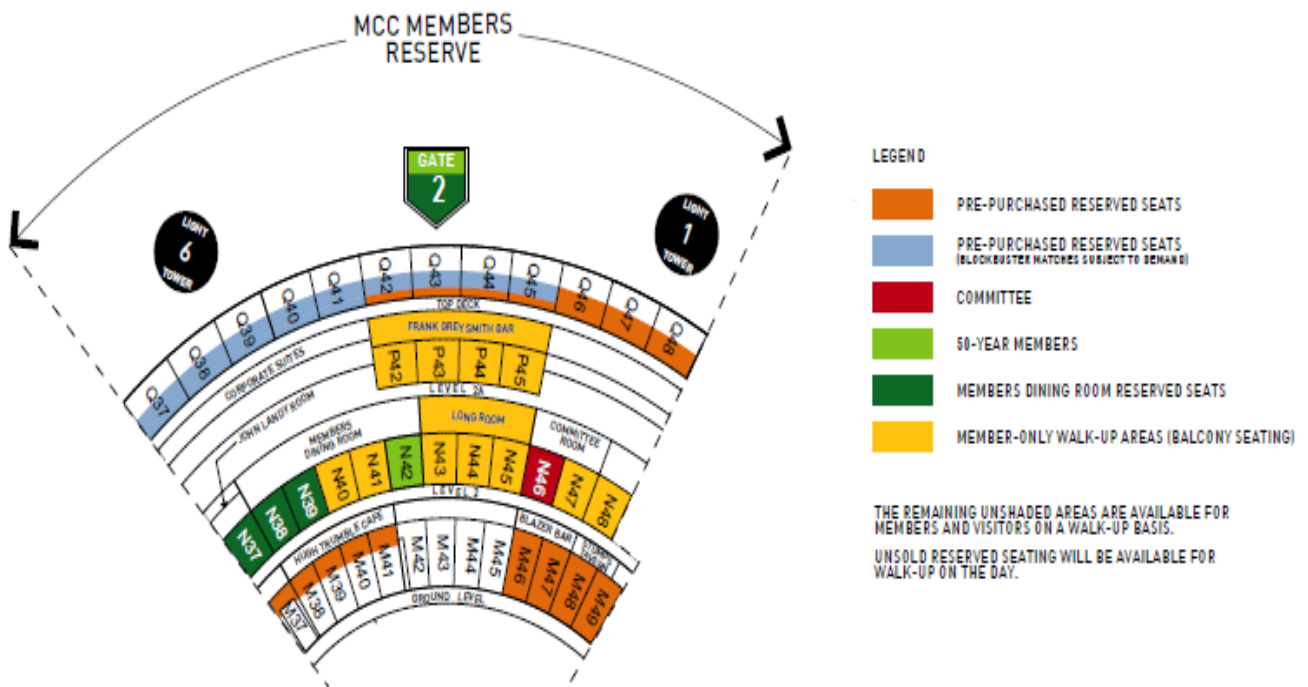 MCC MEMBERS
RESERVE
GATE
2
LIGHT
6
TOWER
LIGHT
1
TOWER
Q37
Q38
Q39
Q40
Q41
Q42
Q43
Q44
Q45
Q46
Q47
Q48
TOP DECK
CORPORATE SUITES
FRANK GREY SMITH BAR
P42
P43
P44
P45
LEVEL 2A
JOHN LANDY ROOM
MEMBERS
DINING ROOM
LONG ROOM
COMMITTEE
ROOM
N37
N38
N39
N40
N41
N42
N43
N44
N45
N46
N47
N48
LEVEL 2
HUGH TRUMBLE CAFE
BLAZER BAR
STUMPS
TAVERN
M37
M38
M39
M40
M41
M42
M43
M44
M45
M46
M47
M48
M49
GROUND LEVEL
LEGEND
PRE-PURCHASED RESERVED SEATS
PRE-PURCHASED RESERVED SEATS
(BLOCKBUSTER MATCHES SUBJECT TO DEMAND)
COMMITTEE
50-YEAR MEMBERS
MEMBERS DINING ROOM RESERVED SEATS
MEMBER-ONLY WALK-UP AREAS (BALCONY SEATING)
THE REMAINING UNSHADED AREAS ARE AVAILABLE FOR
MEMBERS AND VISITORS ON A WALK-UP BASIS.
UNSOLD RESERVED SEATING WILL BE AVAILABLE FOR
WALK-UP ON THE DAY.